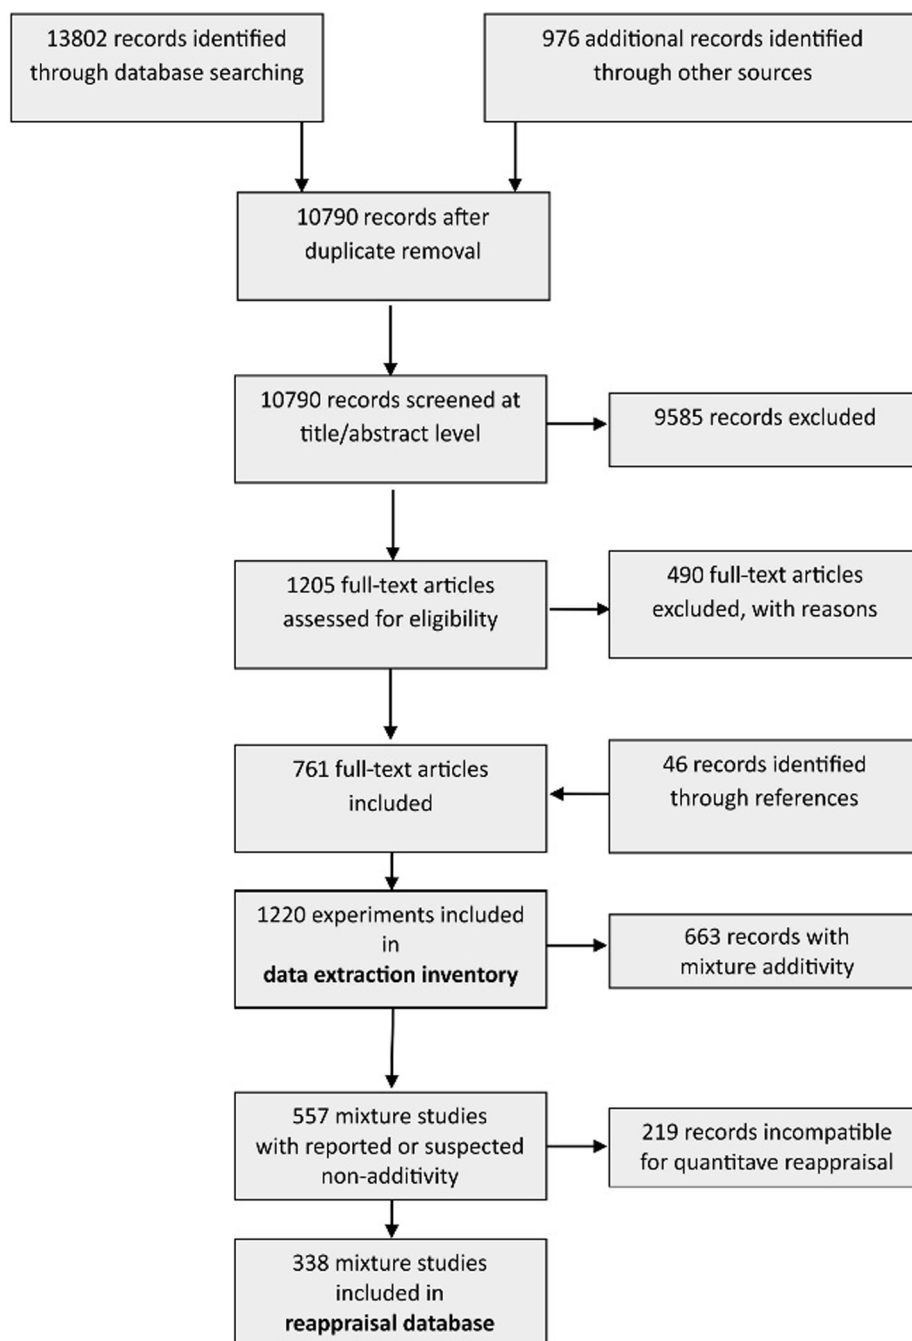 13802 records identified
through database searching
976 additional records identified
through other sources
10790 records after
duplicate removal
10790 records screened at
title/abstract level
9585 records excluded
1205 full-text articles
assessed for eligibility
490 full-text articles
excluded, with reasons
761 full-text articles
included
46 records identified
through references
1220 experiments included
in
data extraction inventory
663 records with
mixture additivity
557 mixture studies
with reported or suspected
non-additivity
219 records incompatible
for quantitave reappraisal
338 mixture studies
included in
reappraisal database